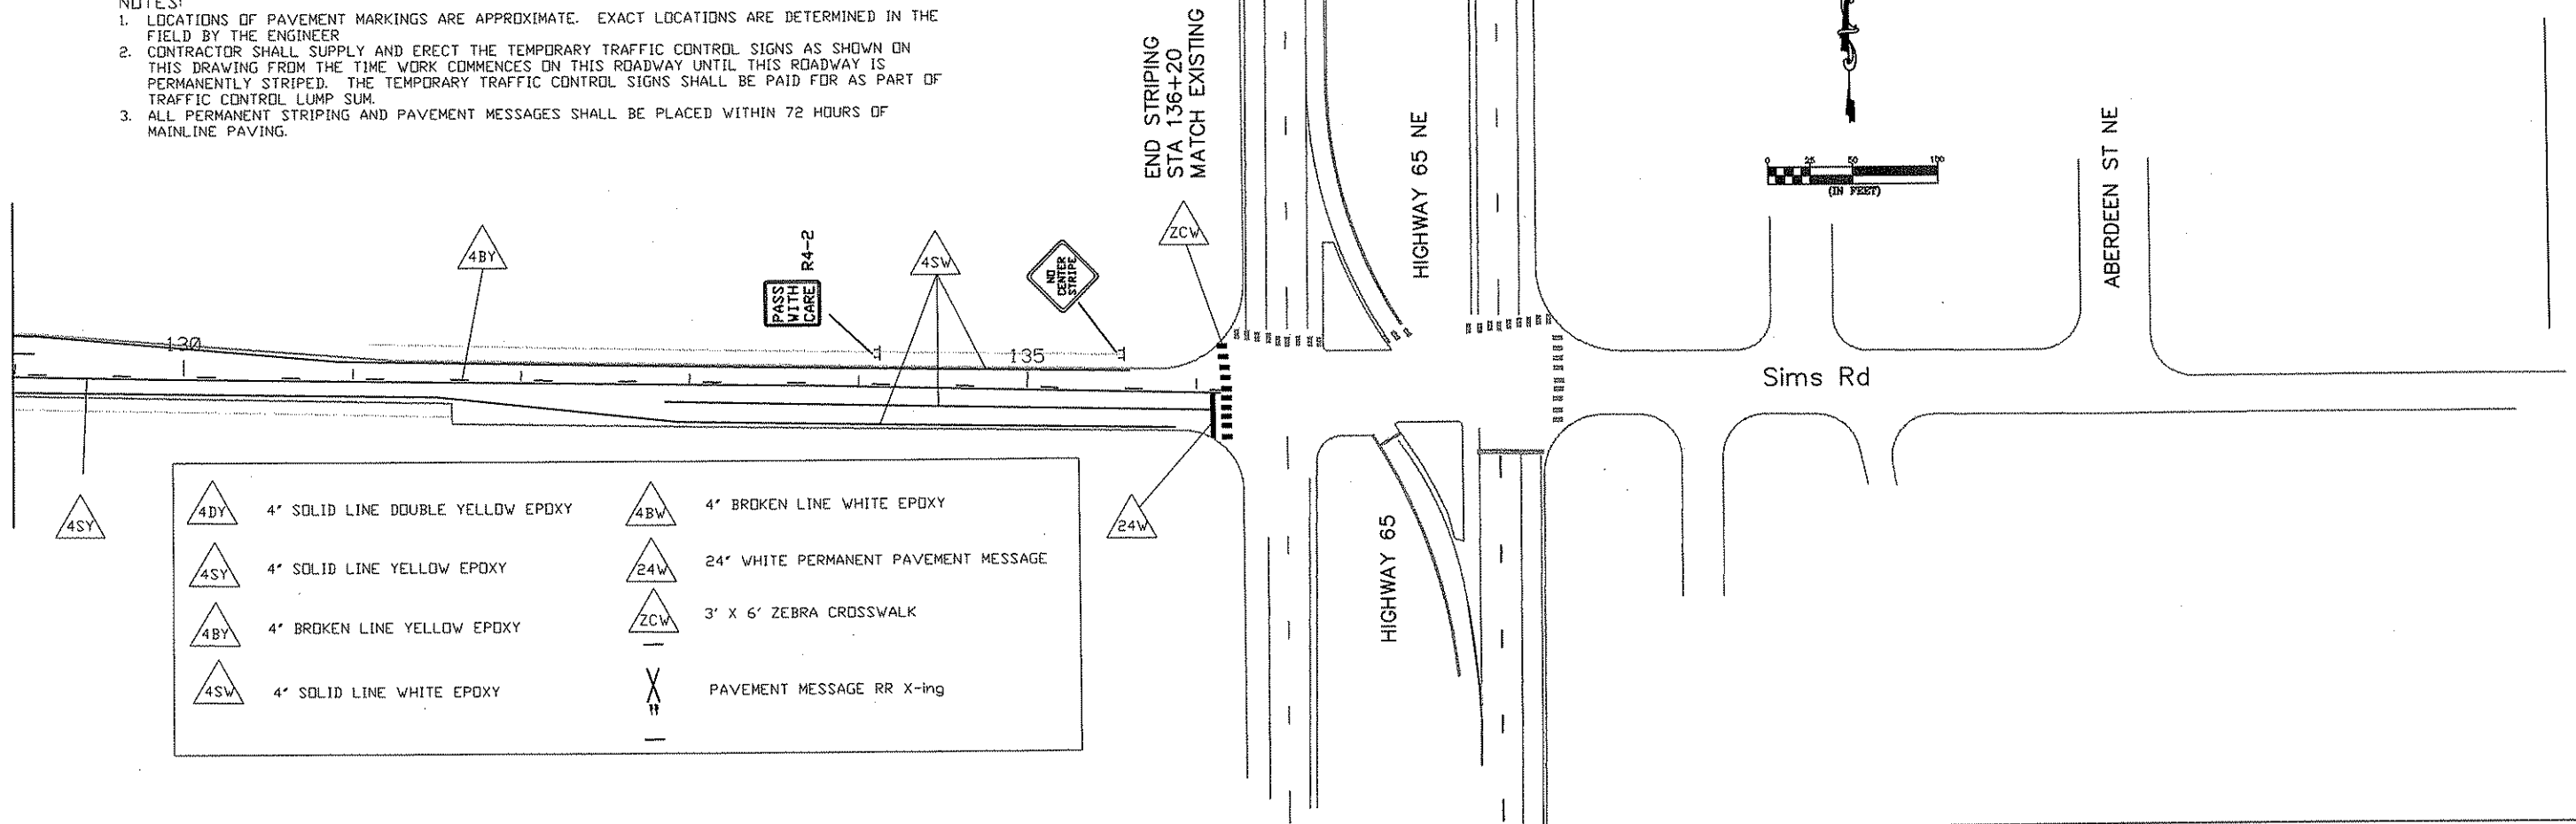 NOTES:
1. LOCATIONS OF PAVEMENT MARKINGS ARE APPROXIMATE. EXACT LOCATIONS ARE DETERMINED IN THE
FIELD BY THE ENGINEER
2. CONTRACTOR SHALL SUPPLY AND ERECT THE TEMPORARY TRAFFIC CONTROL SIGNS AS SHOWN ON
THIS DRAWING FROM THE TIME WORK COMMENCES ON THIS ROADWAY UNTIL THIS ROADWAY IS
PERMANENTLY STRIPED. THE TEMPORARY TRAFFIC CONTROL SIGNS SHALL BE PAID FOR AS PART OF
TRAFFIC CONTROL LUMP SUM.
3. ALL PERMANENT STRIPING AND PAVEMENT MESSAGES SHALL BE PLACED WITHIN 72 HOURS OF
MAINLINE PAVING.
END STRIPING
STA 136+20
MATCH EXISTING
HIGHWAY 65 NE
0 25 50 100
(IN FEET)
ABERDEEN ST NE
4BY
PASS
WITH
CARE
R4-2
4SW
NO
CENTER
STRIPE
ZCW
130
135
Sims Rd
4SY
24W
HIGHWAY 65
4DY 4" SOLID LINE DOUBLE YELLOW EPOXY
4SY 4" SOLID LINE YELLOW EPOXY
4BY 4" BROKEN LINE YELLOW EPOXY
4SW 4" SOLID LINE WHITE EPOXY
4BW 4" BROKEN LINE WHITE EPOXY
24W 24" WHITE PERMANENT PAVEMENT MESSAGE
ZCW 3' X 6' ZEBRA CROSSWALK
PAVEMENT MESSAGE RR X-ing